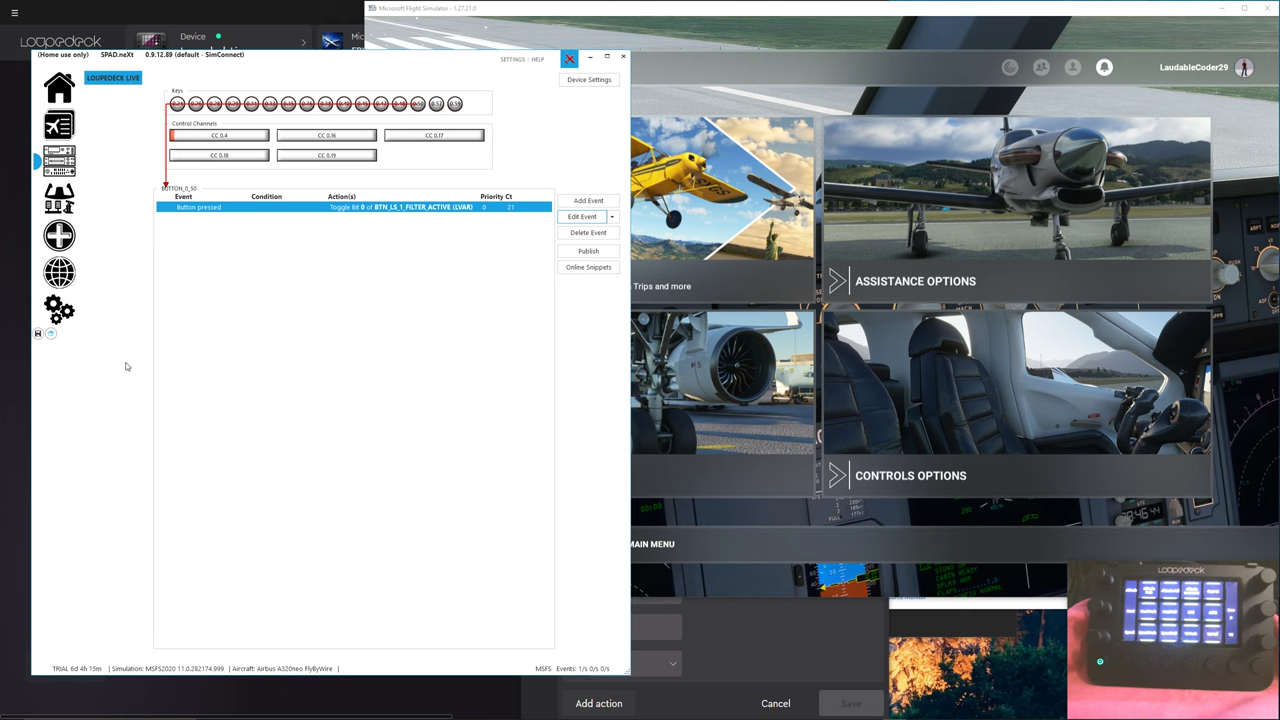 Microsoft Flight Simulator - 1.27.21.0
loupedeck
Device
(Home use only) SPAD.neXt 0.9.12.89 (default - SimConnect)
SETTINGS | HELP
LOUPEDECK LIVE
Device Settings
LaudableCoder29
Keys
Control Channels
CC 0.4
CC 0.16
CC 0.17
CC 0.18
CC 0.19
BUTTON_0_50
Event Condition Action(s) Priority Ct
Button pressed Toggle Bit 0 of BTN_LS_1_FILTER_ACTIVE (LVAR) 0 21
Add Event
Edit Event
Delete Event
Publish
Online Snippets
Trips and more
ASSISTANCE OPTIONS
CONTROLS OPTIONS
MAIN MENU
TRIAL 6d 4h 15m | Simulation: MSFS2020 11.0.282174.999 | Aircraft: Airbus A320neo FlyByWire |
MSFS Events: 1/s 0/s 0/s
Add action
Cancel
Save
loupedeck